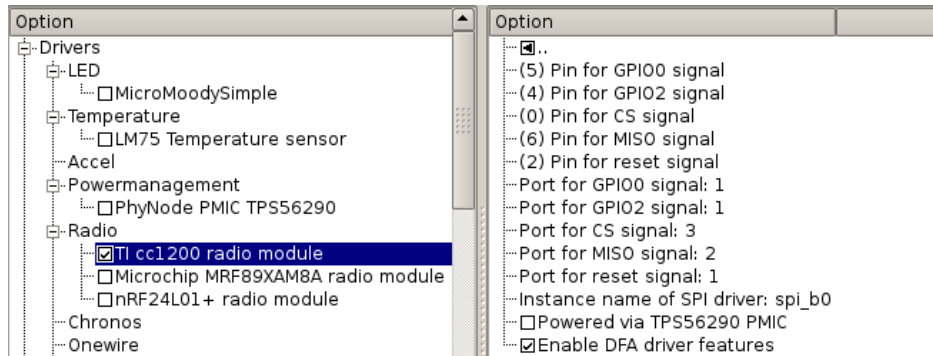 Option
Drivers
LED
MicroMoodySimple
Temperature
LM75 Temperature sensor
Accel
Powermanagement
PhyNode PMIC TPS56290
Radio
TI cc1200 radio module
Microchip MRF89XAM8A radio module
nRF24L01+ radio module
Chronos
Onewire
Option
..
(5) Pin for GPIO0 signal
(4) Pin for GPIO2 signal
(0) Pin for CS signal
(6) Pin for MISO signal
(2) Pin for reset signal
Port for GPIO0 signal: 1
Port for GPIO2 signal: 1
Port for CS signal: 3
Port for MISO signal: 2
Port for reset signal: 1
Instance name of SPI driver: spi_b0
Powered via TPS56290 PMIC
Enable DFA driver features